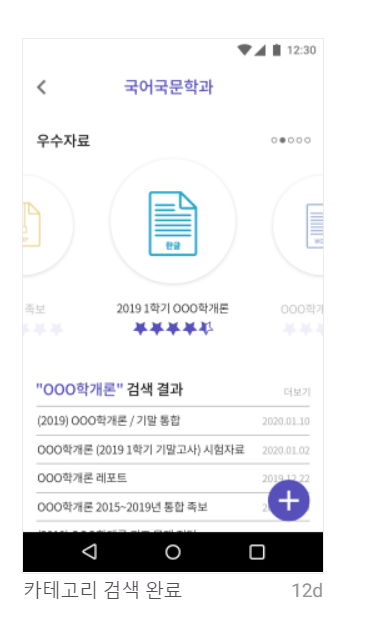 12:30
국어국문학과
우수자료
한글
족보
2019 1학기 OOO학개론
OOO학가
"OOO학개론" 검색 결과
더보기
(2019) OOO학개론 / 기말 통합
2020.01.10
OOO학개론 (2019 1학기 기말고사) 시험자료
2020.01.02
OOO학개론 레포트
2019.12.22
OOO학개론 2015~2019년 통합 족보
카테고리 검색 완료
12d